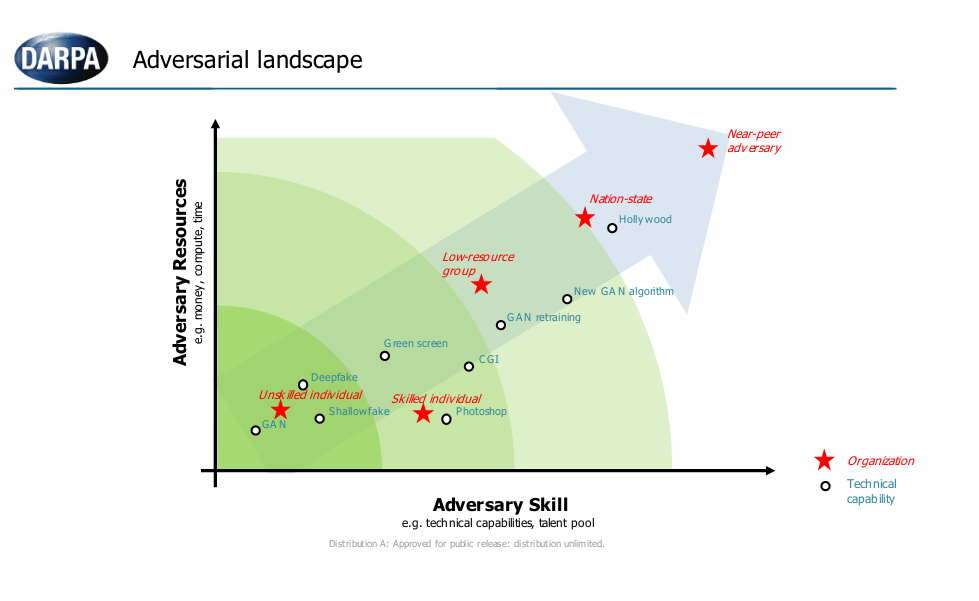 DARPA
Adversarial landscape
Near-peer
adversary
Nation-state
Hollywood
Low-resource
group
New GAN algorithm
GAN retraining
Green screen
CGI
Deepfake
Unskilled individual
Skilled individual
Shallowfake
Photoshop
GAN
Adversary Resources
e.g. money, compute, time
Organization
Technical
capability
Adversary Skill
e.g. technical capabilities, talent pool
Distribution A: Approved for public release: distribution unlimited.